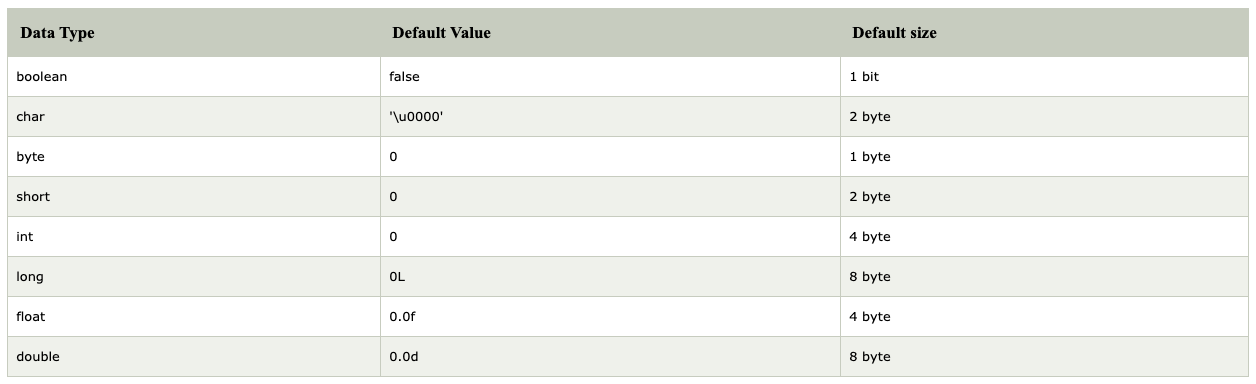 Data Type Default Value Default size
boolean false 1 bit
char '\u0000' 2 byte
byte 0 1 byte
short 0 2 byte
int 0 4 byte
long 0L 8 byte
float 0.0f 4 byte
double 0.0d 8 byte